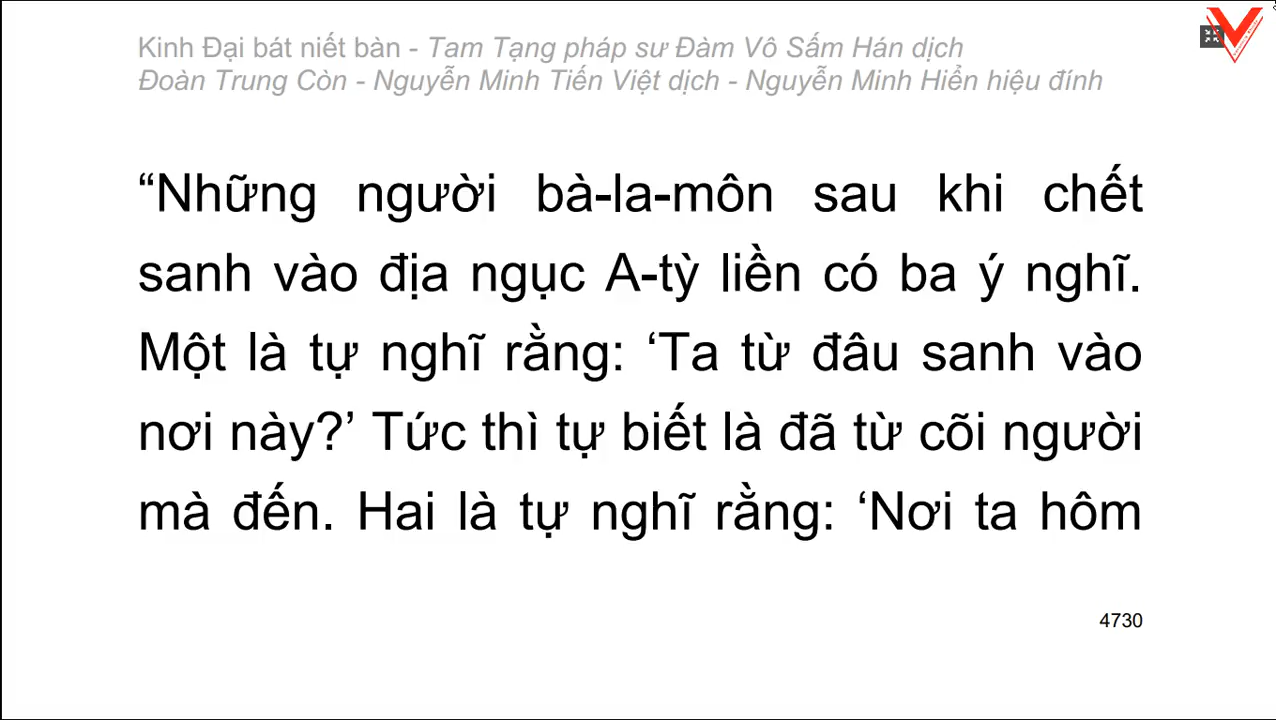 Kinh Đại bát niết bàn - Tam Tạng pháp sư Đàm Vô Sấm Hán dịch
Đoàn Trung Còn - Nguyễn Minh Tiến Việt dịch - Nguyễn Minh Hiển hiệu đính
“Những người bà-la-môn sau khi chết
sanh vào địa ngục A-tỳ liền có ba ý nghĩ.
Một là tự nghĩ rằng: ‘Ta từ đâu sanh vào
nơi này?’ Tức thì tự biết là đã từ cõi người
mà đến. Hai là tự nghĩ rằng: ‘Nơi ta hôm
4730